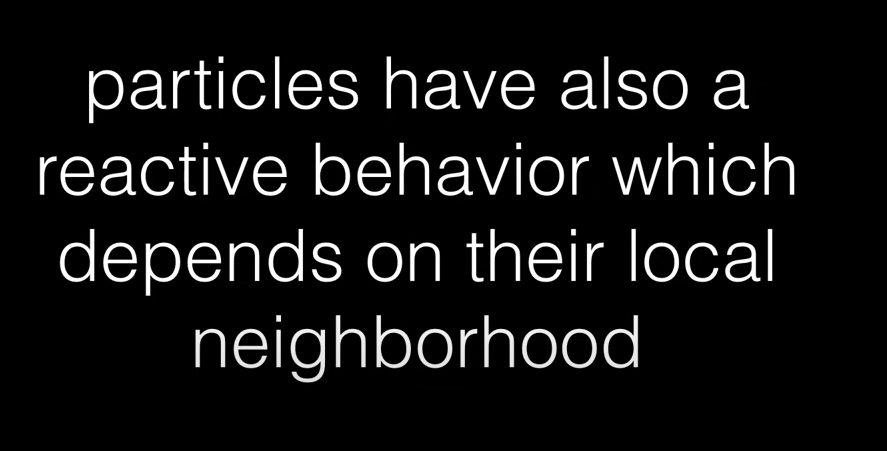 particles have also a
reactive behavior which
depends on their local
neighborhood